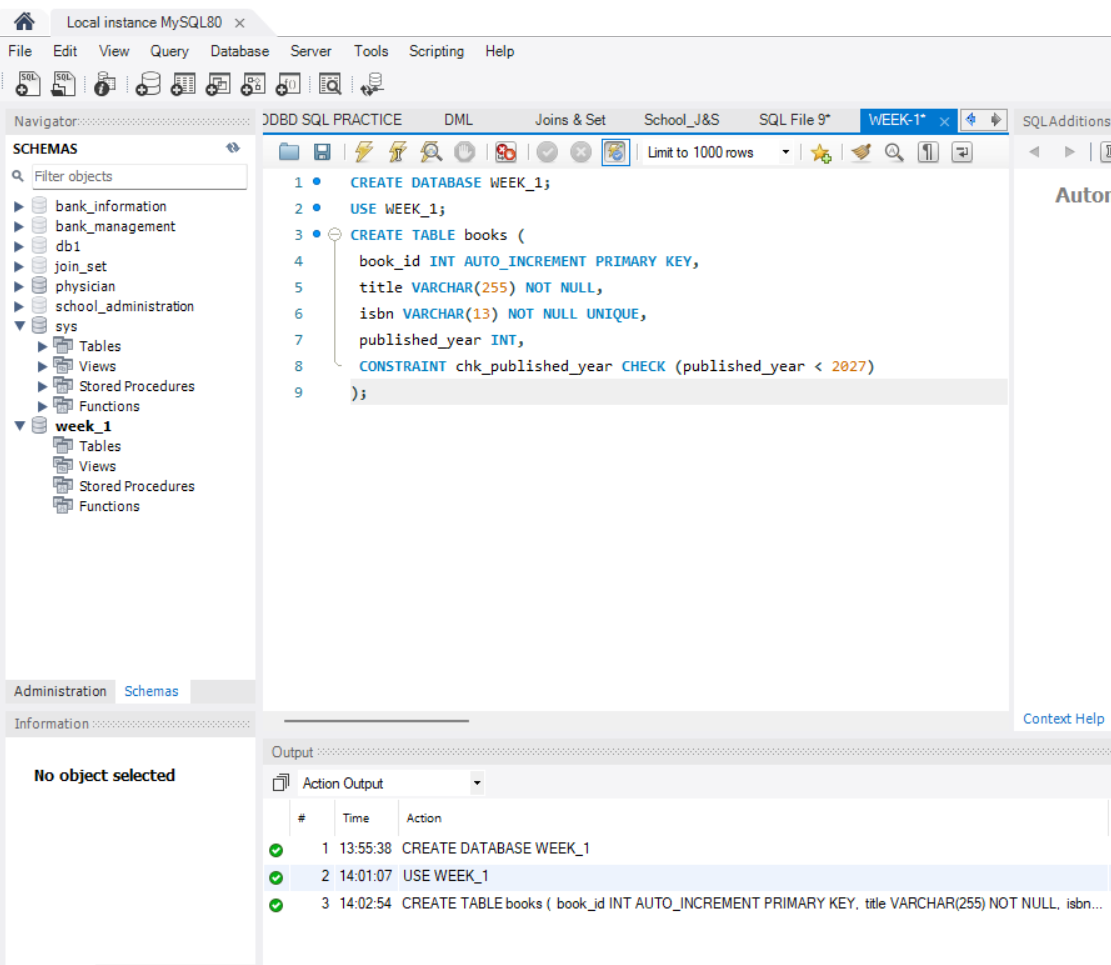 Local instance MySQL80 ×
File Edit View Query Database Server Tools Scripting Help
Navigator
SCHEMAS
Filter objects
bank_information
bank_management
db1
join_set
physician
school_administration
sys
Tables
Views
Stored Procedures
Functions
week_1
Tables
Views
Stored Procedures
Functions
Administration Schemas
Information
No object selected
DBD SQL PRACTICE DML Joins & Set School_J&S SQL File 9* WEEK-1* ×
Limit to 1000 rows
1 CREATE DATABASE WEEK_1;
2 USE WEEK_1;
3 CREATE TABLE books (
4 book_id INT AUTO_INCREMENT PRIMARY KEY,
5 title VARCHAR(255) NOT NULL,
6 isbn VARCHAR(13) NOT NULL UNIQUE,
7 published_year INT,
8 CONSTRAINT chk_published_year CHECK (published_year < 2027)
9 );
SQLAdditions
Autor
Context Help
Output
Action Output
# Time Action
1 13:55:38 CREATE DATABASE WEEK_1
2 14:01:07 USE WEEK_1
3 14:02:54 CREATE TABLE books ( book_id INT AUTO_INCREMENT PRIMARY KEY, title VARCHAR(255) NOT NULL, isbn...